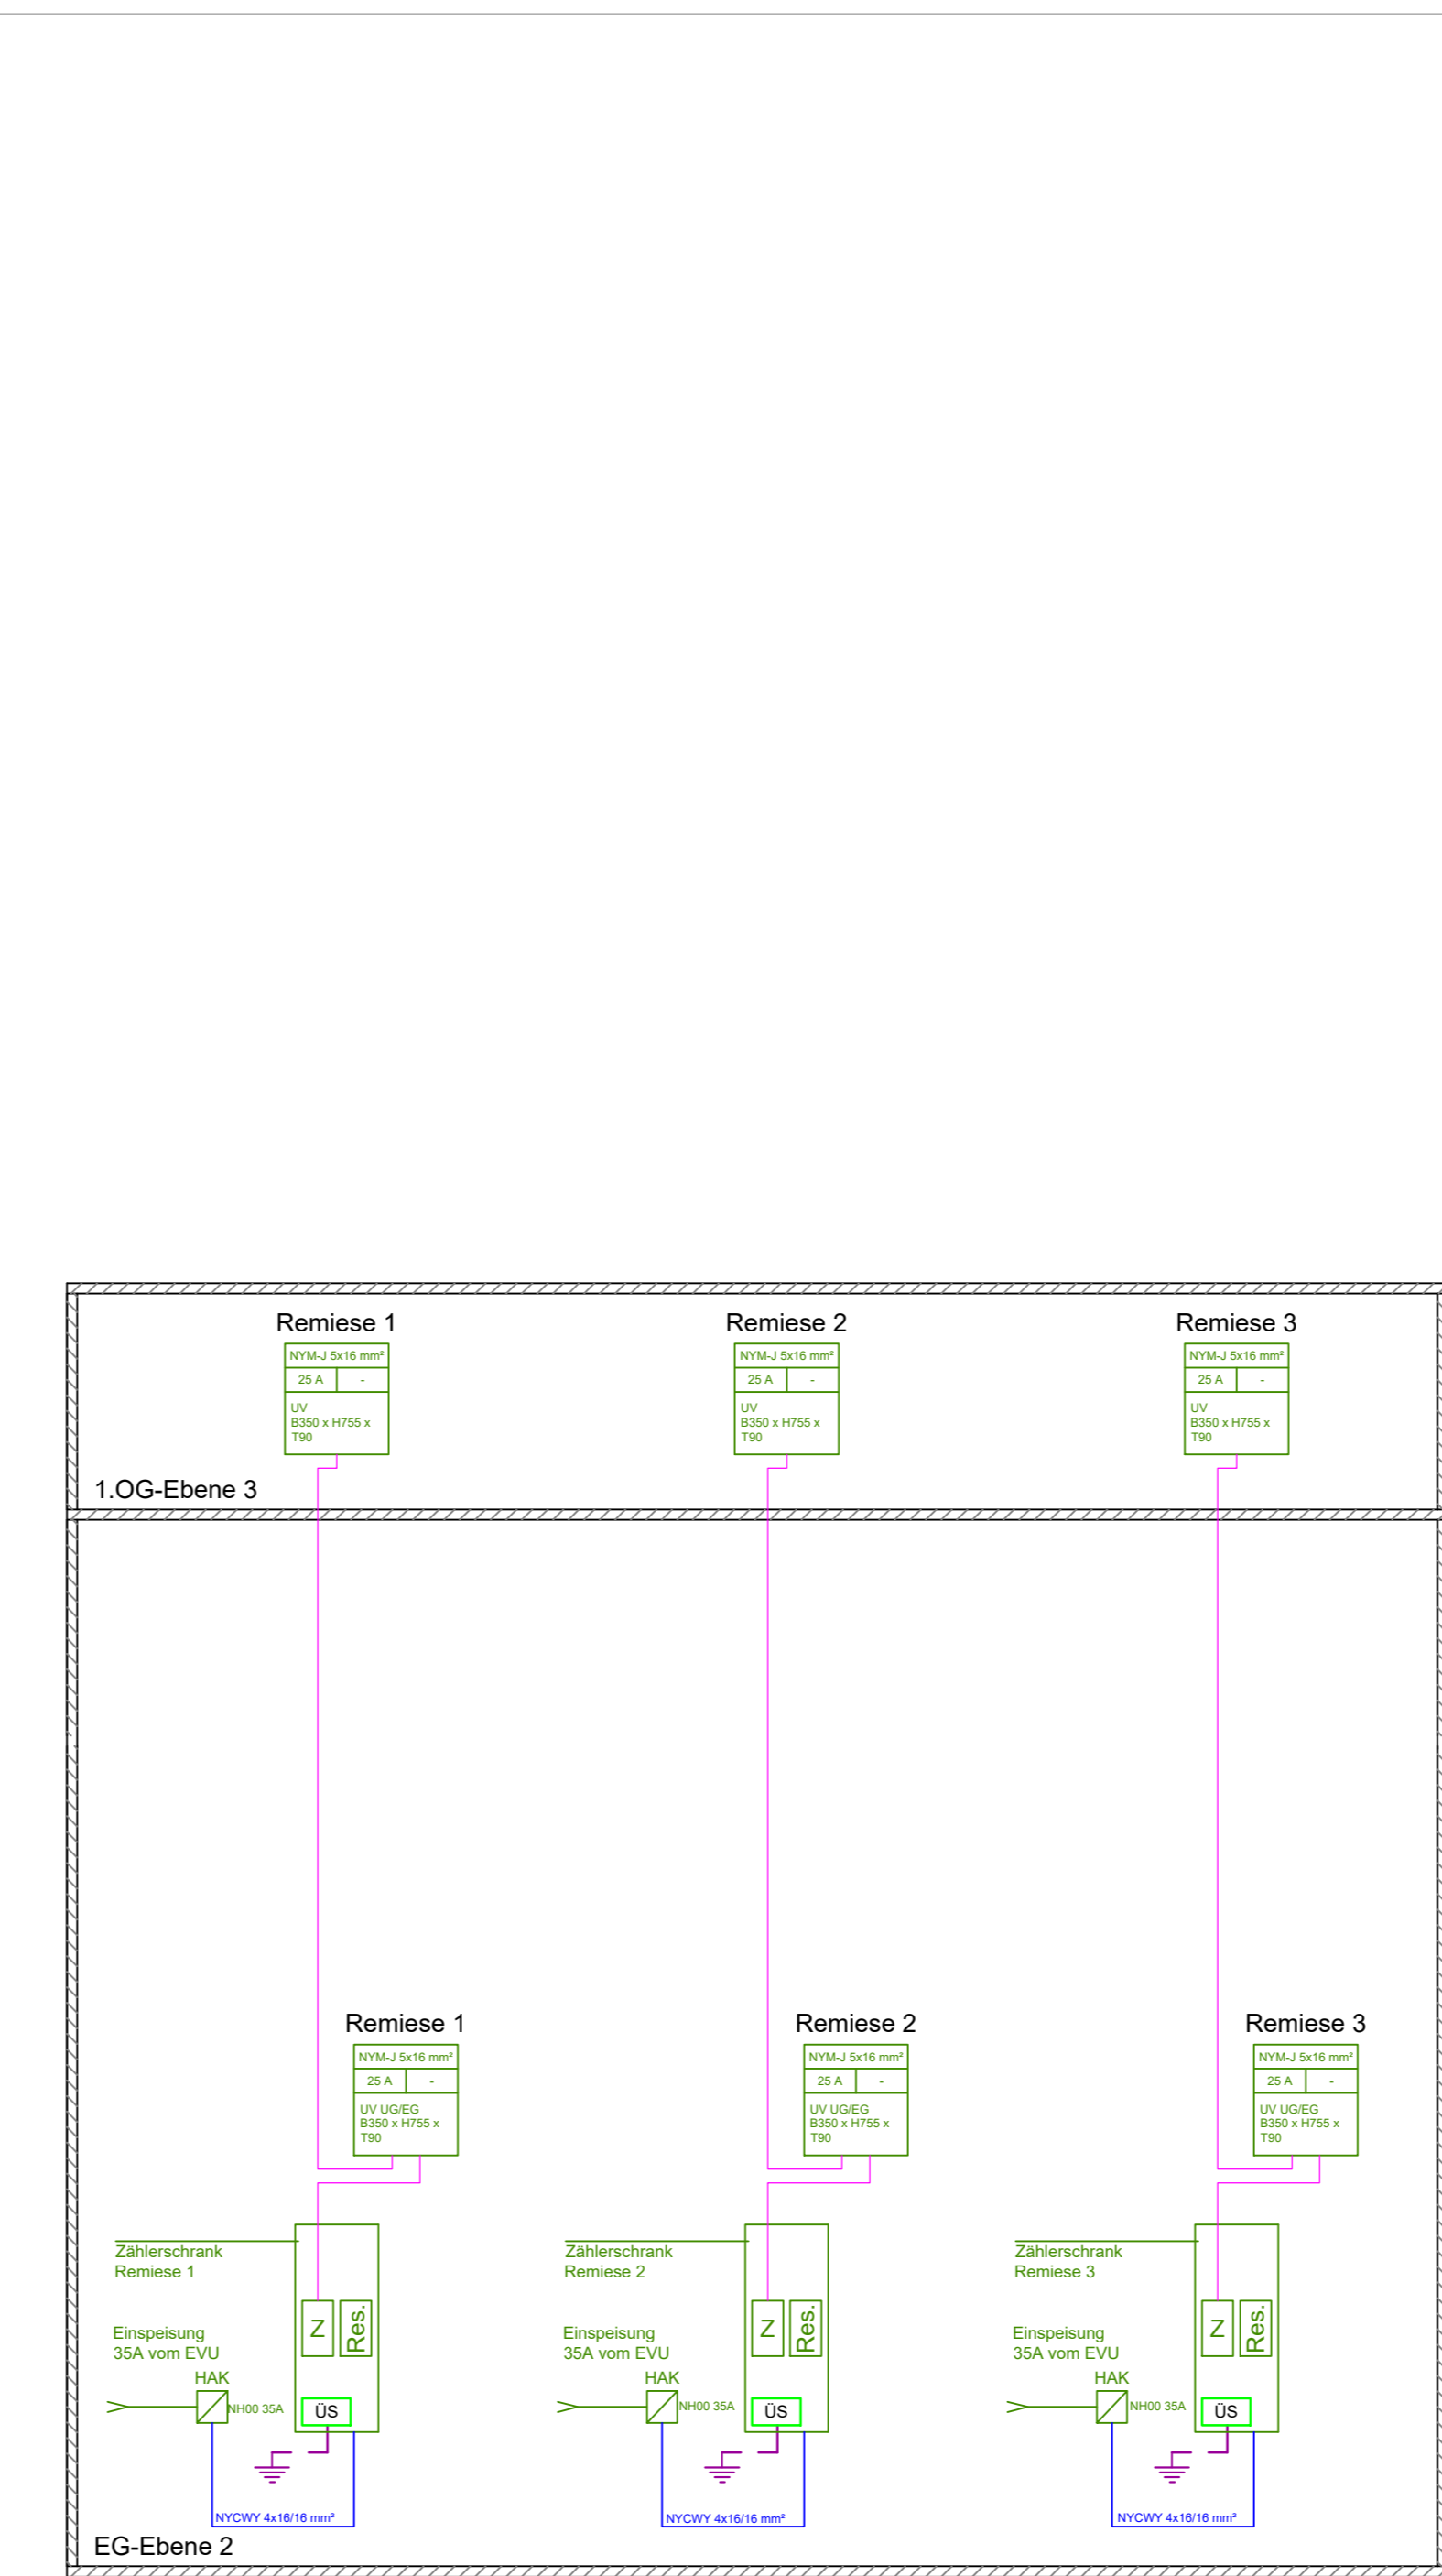 Remiese 1
NYM-J 5x16 mm²
25 A -
UV
B350 x H755 x
T90
Remiese 2
NYM-J 5x16 mm²
25 A -
UV
B350 x H755 x
T90
Remiese 3
NYM-J 5x16 mm²
25 A -
UV
B350 x H755 x
T90
1.OG-Ebene 3
Remiese 1
NYM-J 5x16 mm²
25 A -
UV UG/EG
B350 x H755 x
T90
Remiese 2
NYM-J 5x16 mm²
25 A -
UV UG/EG
B350 x H755 x
T90
Remiese 3
NYM-J 5x16 mm²
25 A -
UV UG/EG
B350 x H755 x
T90
Zählerschrank
Remiese 1
Z
Res.
Einspeisung
35A vom EVU
HAK
NH00 35A
ÜS
NYCWY 4x16/16 mm²
Zählerschrank
Remiese 2
Z
Res.
Einspeisung
35A vom EVU
HAK
NH00 35A
ÜS
NYCWY 4x16/16 mm²
Zählerschrank
Remiese 3
Z
Res.
Einspeisung
35A vom EVU
HAK
NH00 35A
ÜS
NYCWY 4x16/16 mm²
EG-Ebene 2